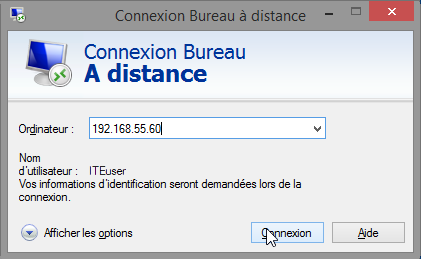 Connexion Bureau à distance
Connexion Bureau
A distance
Ordinateur :
192.168.55.60
Nom
d'utilisateur : ITEuser
Vos informations d'identification seront demandées lors de la
connexion.
Afficher les options
Connexion
Aide